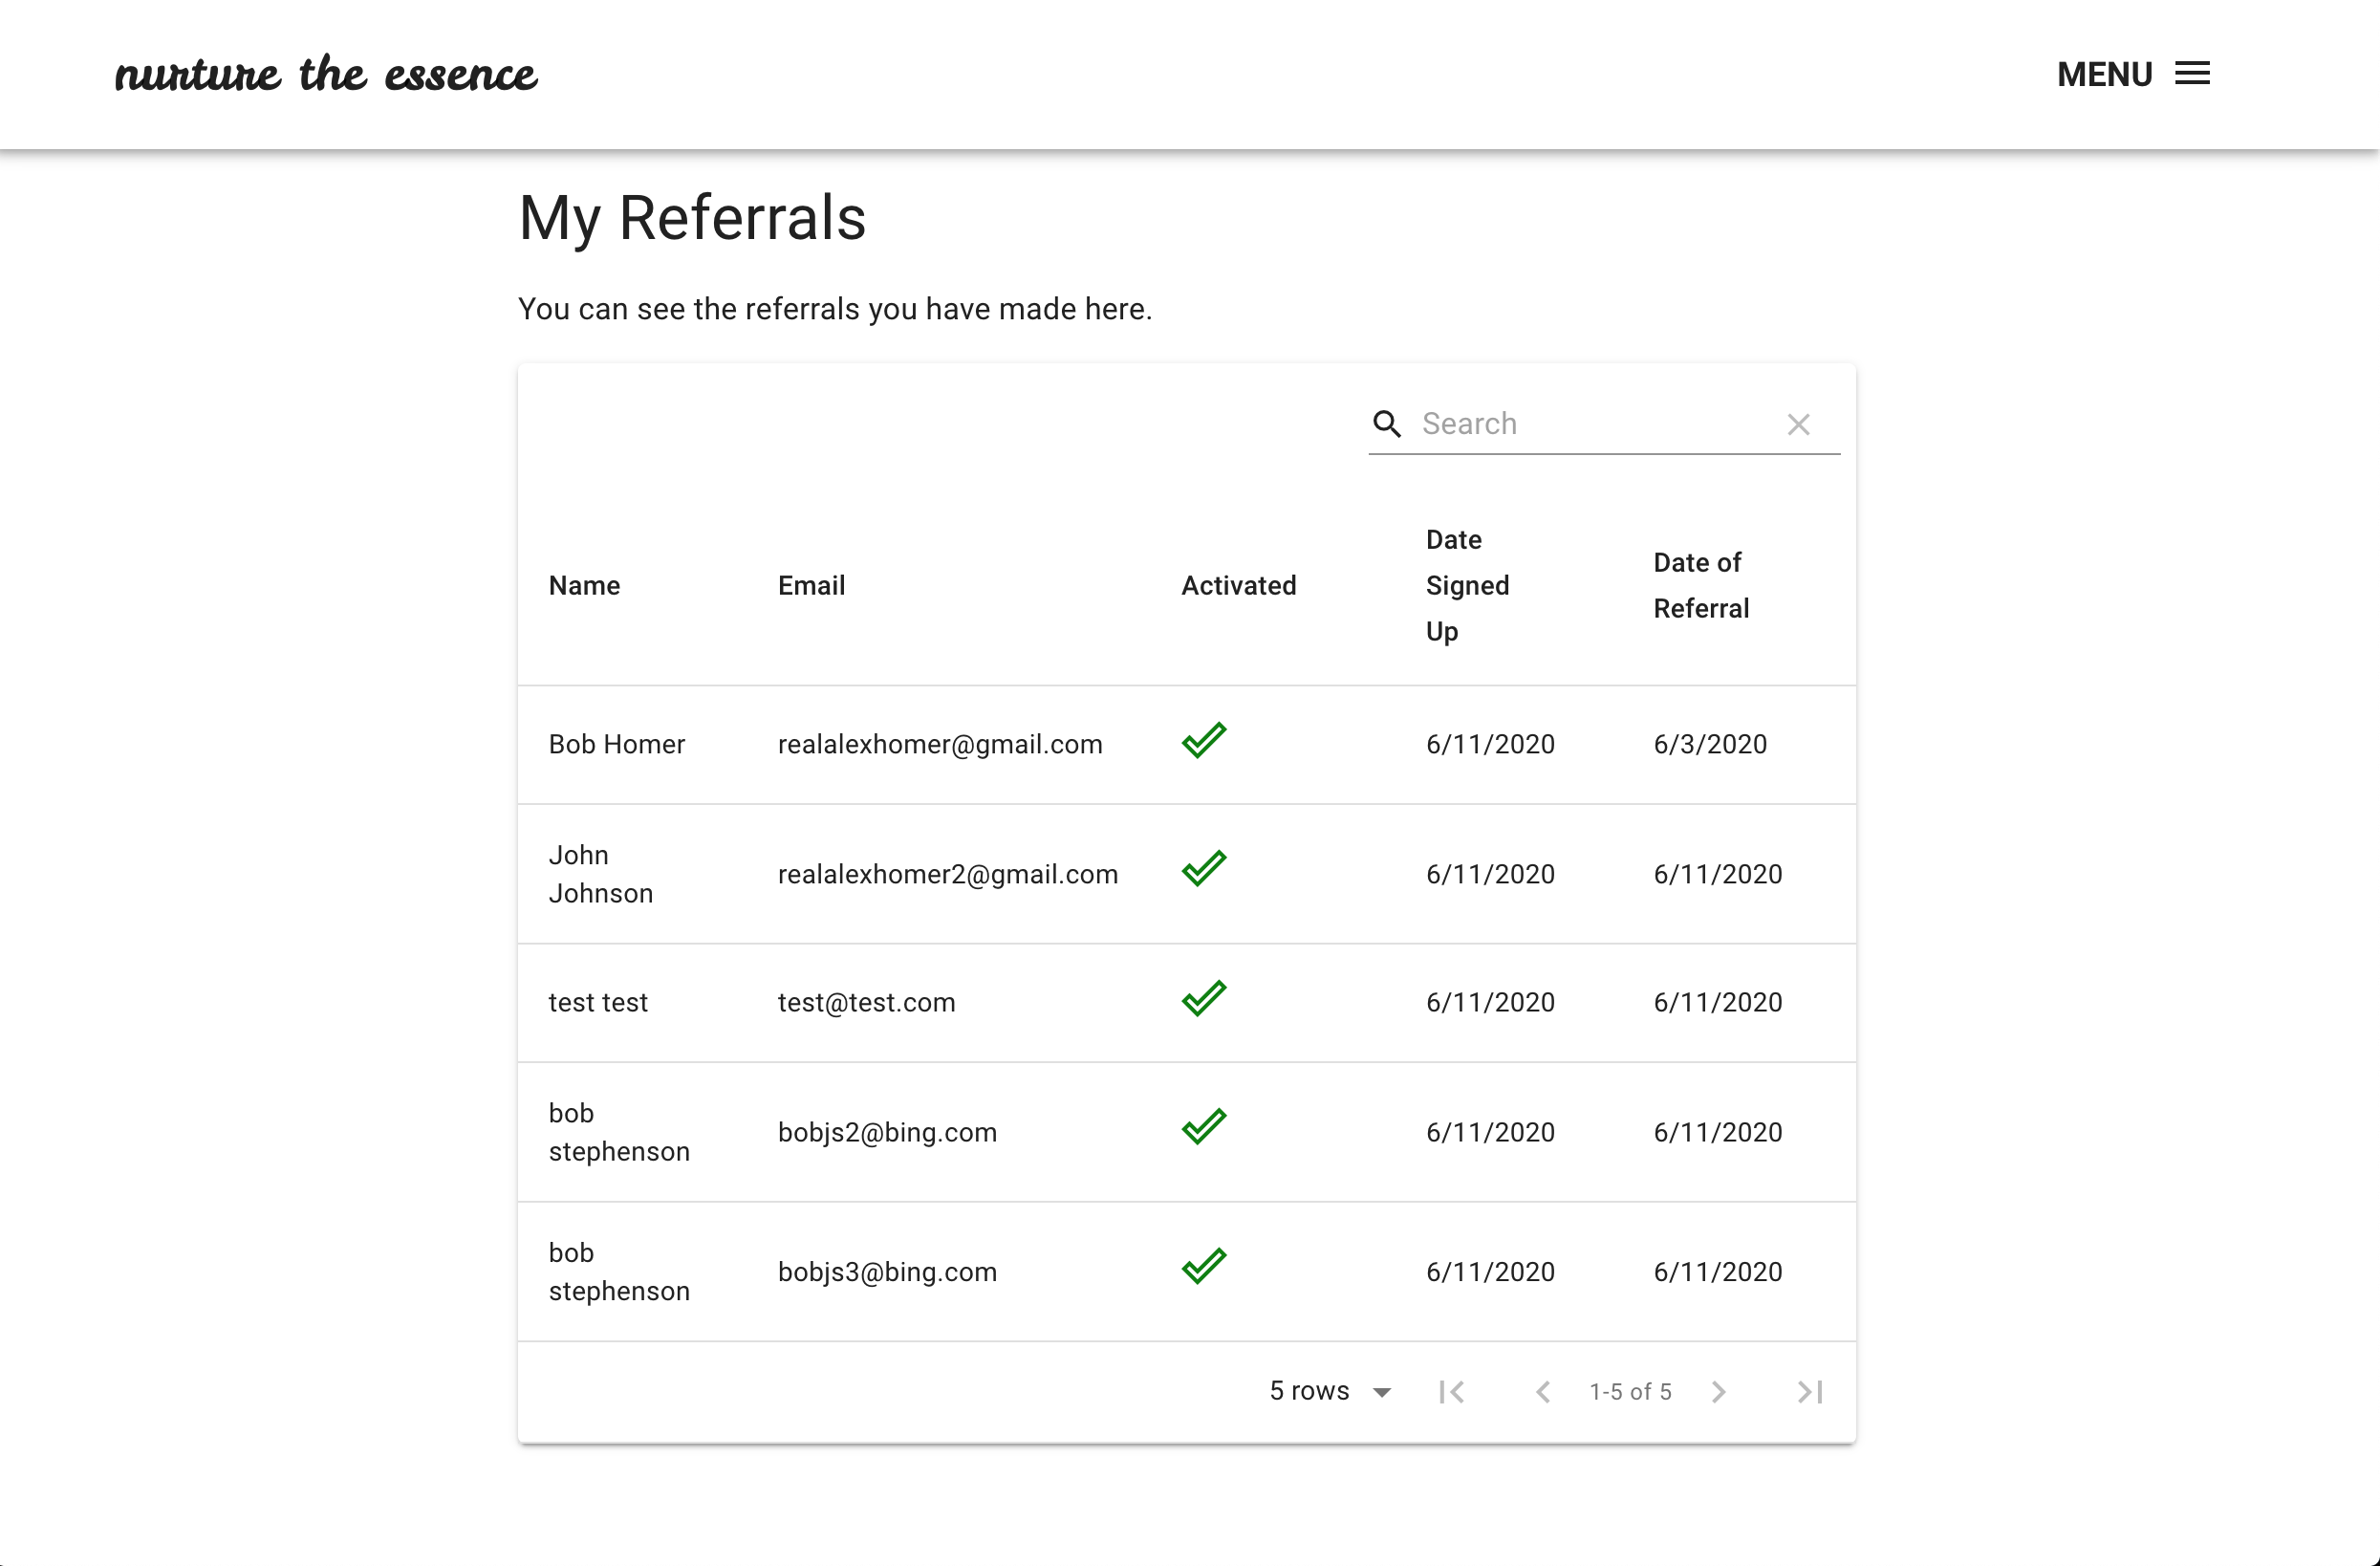 nurture the essence
MENU
My Referrals
You can see the referrals you have made here.
Search
Name Email Activated Date Signed Up Date of Referral
Bob Homer realalexhomer@gmail.com 6/11/2020 6/3/2020
John Johnson realalexhomer2@gmail.com 6/11/2020 6/11/2020
test test test@test.com 6/11/2020 6/11/2020
bob stephenson bobjs2@bing.com 6/11/2020 6/11/2020
bob stephenson bobjs3@bing.com 6/11/2020 6/11/2020
5 rows 1-5 of 5